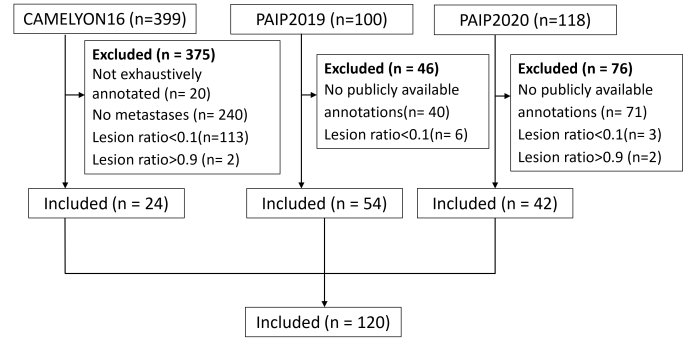 CAMELYON16 (n=399)
PAIP2019 (n=100)
PAIP2020 (n=118)
Excluded (n = 375)
Not exhaustively
annotated (n= 20)
No metastases (n = 240)
Lesion ratio<0.1(n=113)
Lesion ratio>0.9 (n= 2)
Excluded (n = 46)
No publicly available
annotations(n= 40)
Lesion ratio<0.1(n= 6)
Excluded (n = 76)
No publicly available
annotations (n = 71)
Lesion ratio<0.1(n= 3)
Lesion ratio>0.9 (n=2)
Included (n = 24)
Included (n = 54)
Included (n = 42)
Included (n = 120)